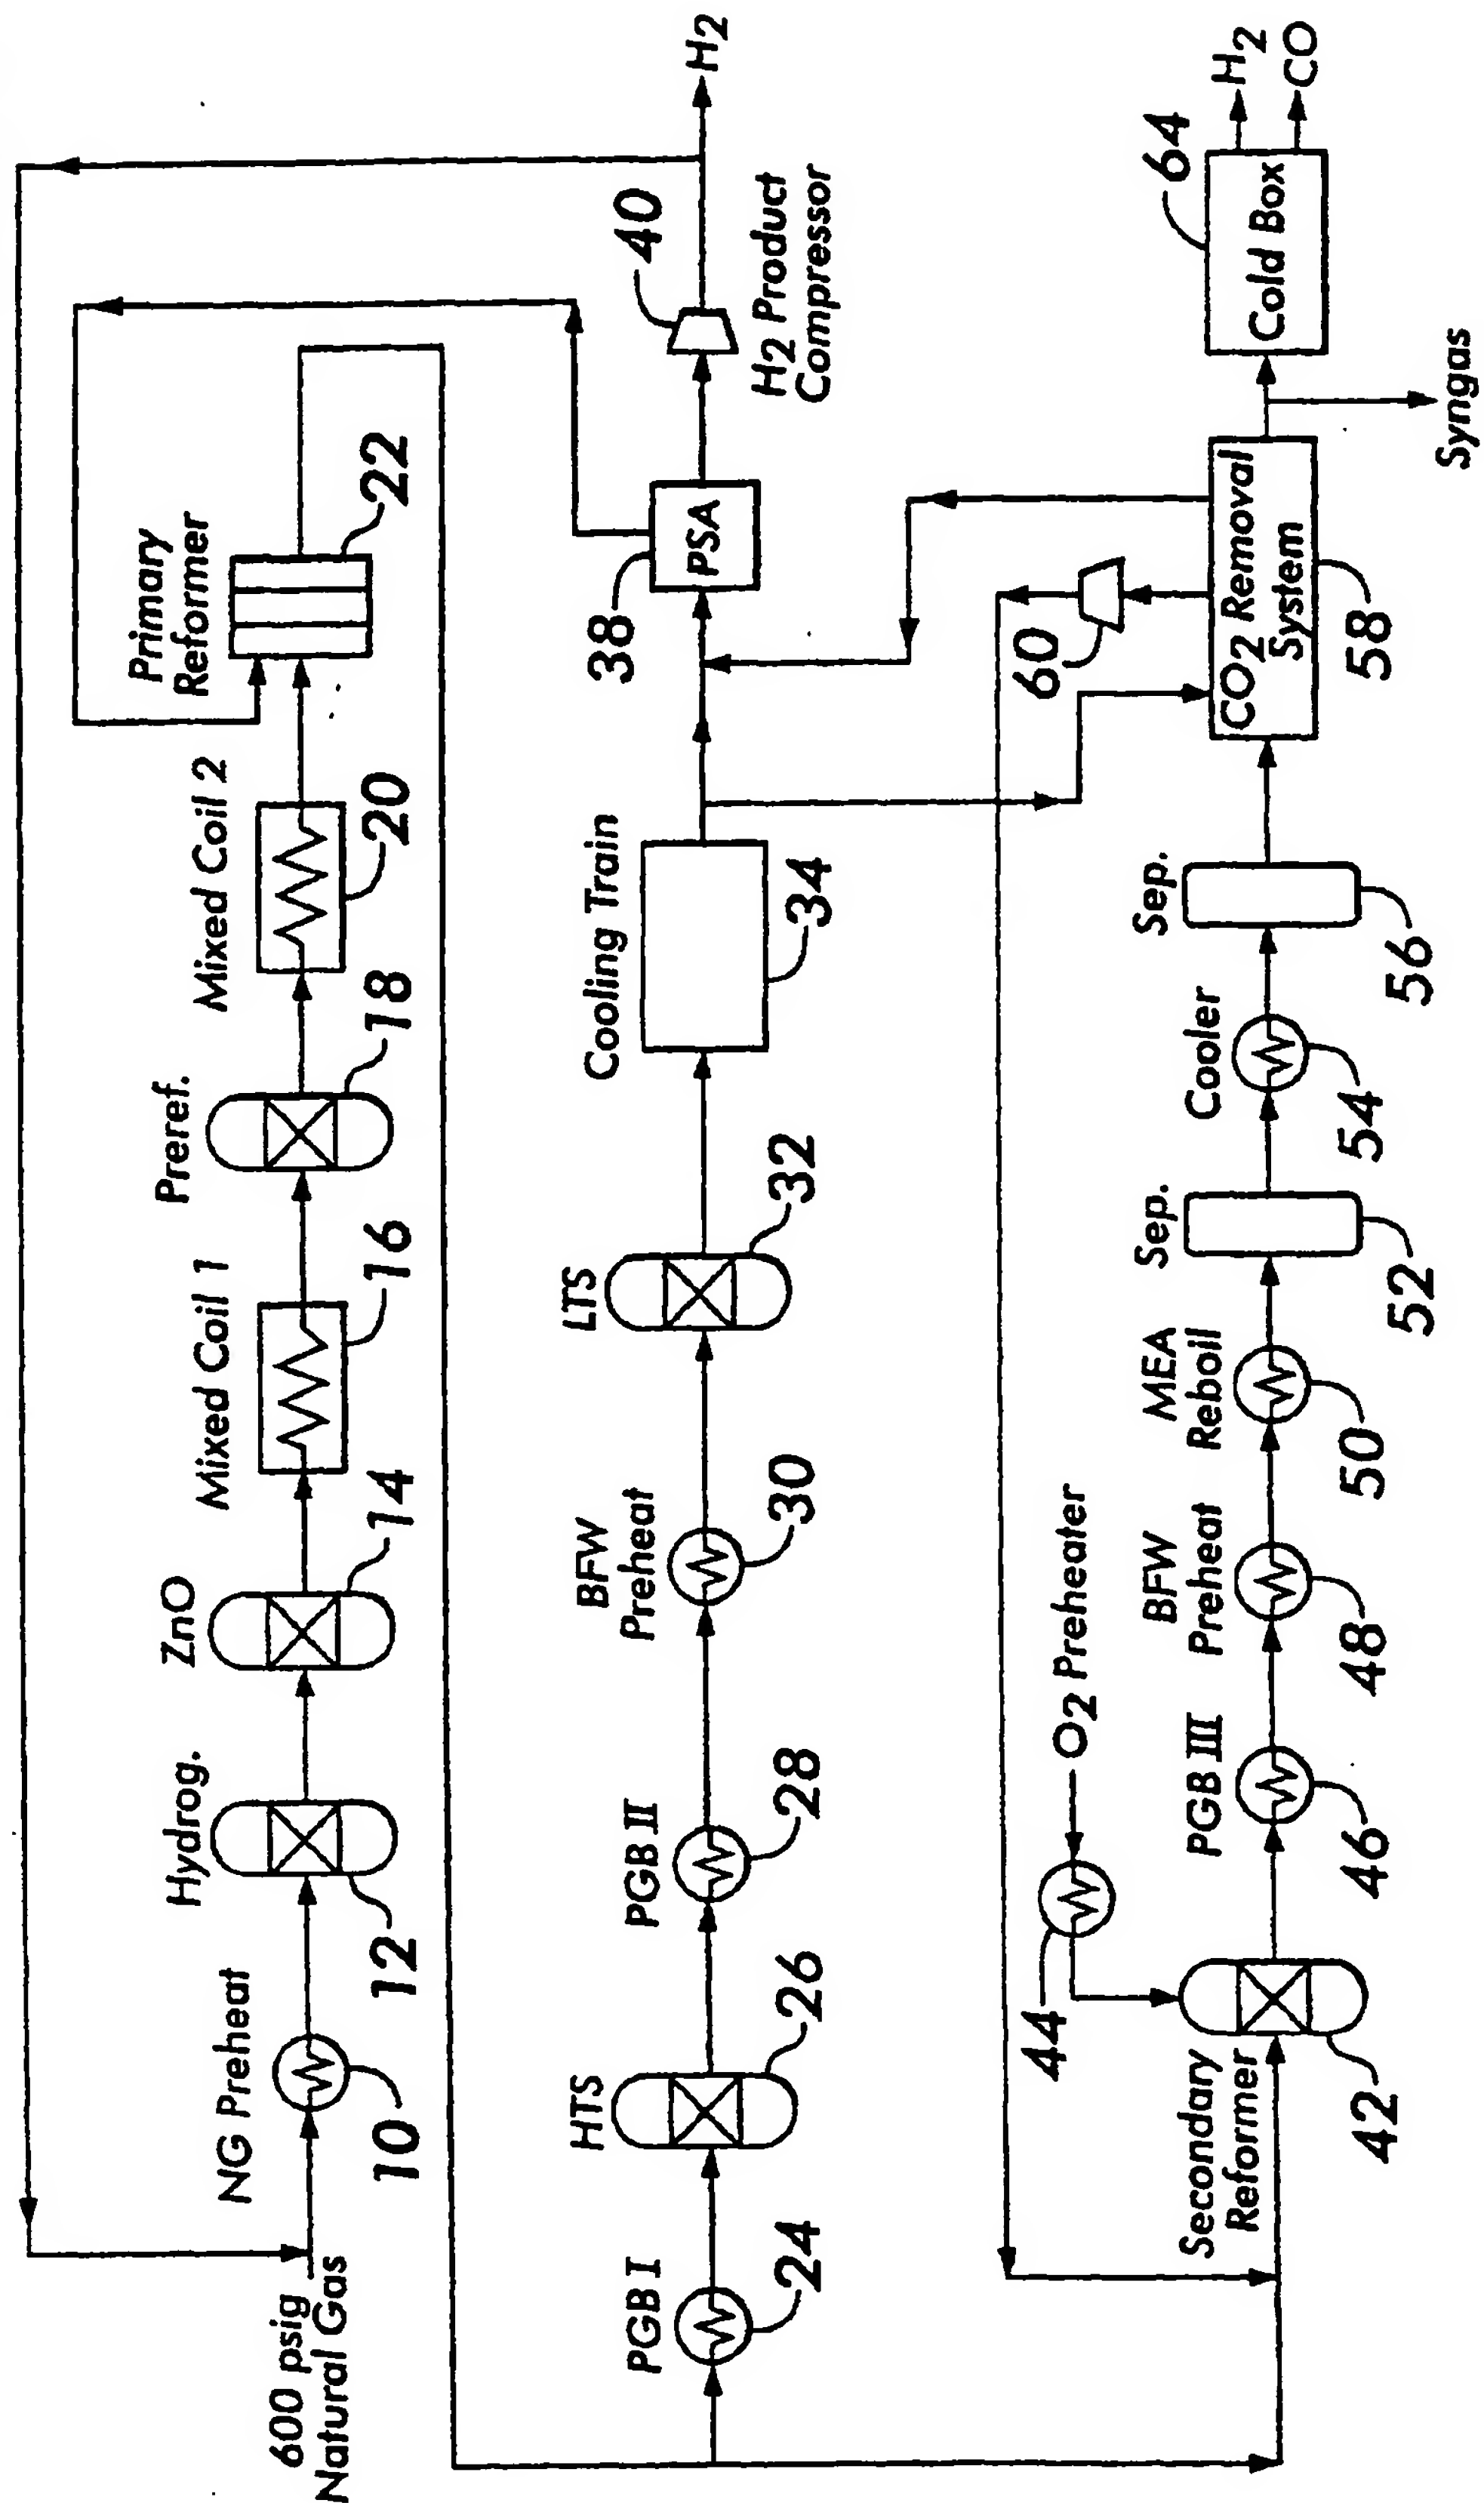 600 psig
Natural Gas
NG Preheat
10
Hydrog.
12
ZnO
14
Mixed Coil 1
16
Preref.
18
Mixed Coil 2
20
Primary
Reformer
22
PGB I
24
HTS
26
PGB II
28
BFW
Preheat
30
LTS
32
Cooling Train
34
38
PSA
40
H2 Product
Compressor
H2
Secondary
Reformer
42
44
O2 Preheater
PGB III
46
BFW
Preheat
48
MEA
Reboil
50
Sep.
52
Cooler
54
Sep.
56
CO2 Removal
System
58
60
Syngas
Cold Box
64
H2
CO